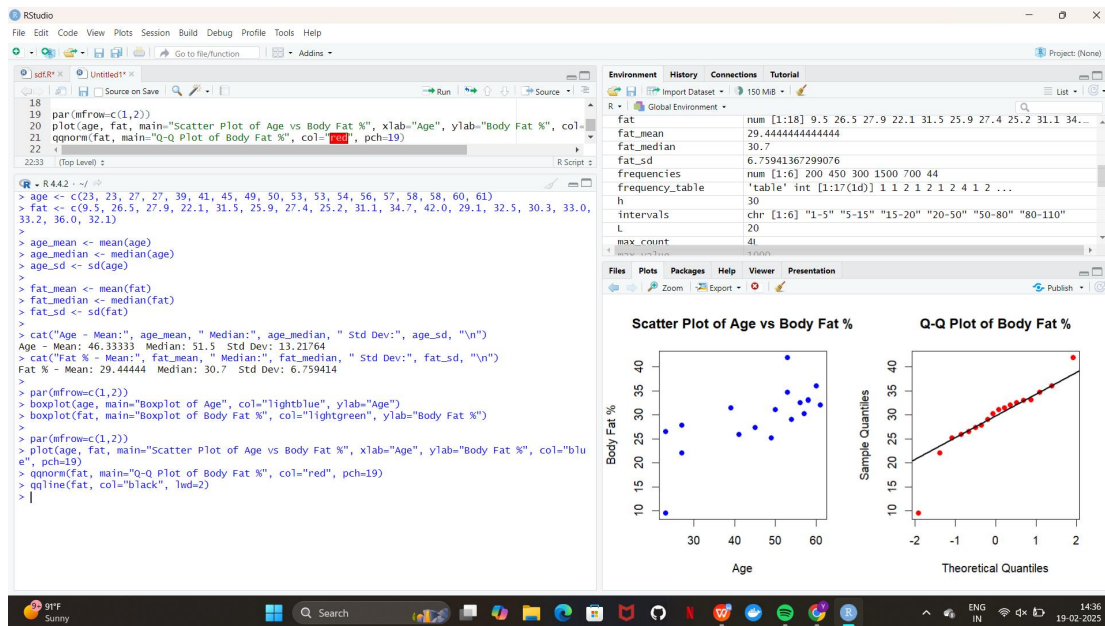 RStudio
File Edit Code View Plots Session Build Debug Profile Tools Help
Go to file/function Addins
Project: (None)
sdf.R* Untitled1*
Source on Save Run Source
18
19 par(mfrow=c(1,2))
20 plot(age, fat, main="Scatter Plot of Age vs Body Fat %", xlab="Age", ylab="Body Fat %", col=
21 qqnorm(fat, main="Q-Q Plot of Body Fat %", col="red", pch=19)
22
22:33 (Top Level) R Script
R 4.4.2 · ~/
> age <- c(23, 23, 27, 27, 39, 41, 45, 49, 50, 53, 53, 54, 56, 57, 58, 58, 60, 61)
> fat <- c(9.5, 26.5, 27.9, 22.1, 31.5, 25.9, 27.4, 25.2, 31.1, 34.7, 42.0, 29.1, 32.5, 30.3, 33.0,
33.2, 36.0, 32.1)
>
> age_mean <- mean(age)
> age_median <- median(age)
> age_sd <- sd(age)
>
> fat_mean <- mean(fat)
> fat_median <- median(fat)
> fat_sd <- sd(fat)
>
> cat("Age - Mean:", age_mean, " Median:", age_median, " Std Dev:", age_sd, "\n")
Age - Mean: 46.33333 Median: 51.5 Std Dev: 13.21764
> cat("Fat % - Mean:", fat_mean, " Median:", fat_median, " Std Dev:", fat_sd, "\n")
Fat % - Mean: 29.44444 Median: 30.7 Std Dev: 6.759414
>
> par(mfrow=c(1,2))
> boxplot(age, main="Boxplot of Age", col="lightblue", ylab="Age")
> boxplot(fat, main="Boxplot of Body Fat %", col="lightgreen", ylab="Body Fat %")
>
> par(mfrow=c(1,2))
> plot(age, fat, main="Scatter Plot of Age vs Body Fat %", xlab="Age", ylab="Body Fat %", col="blu
e", pch=19)
> qqnorm(fat, main="Q-Q Plot of Body Fat %", col="red", pch=19)
> qqline(fat, col="black", lwd=2)
>
Environment History Connections Tutorial
Import Dataset 150 MiB List
R Global Environment
fat num [1:18] 9.5 26.5 27.9 22.1 31.5 25.9 27.4 25.2 31.1 34...
fat_mean 29.4444444444444
fat_median 30.7
fat_sd 6.75941367299076
frequencies num [1:6] 200 450 300 1500 700 44
frequency_table 'table' int [1:17(1d)] 1 1 2 1 2 1 2 4 1 2 ...
h 30
intervals chr [1:6] "1-5" "5-15" "15-20" "20-50" "50-80" "80-110"
L 20
max_count 4L
max_value 1000
Files Plots Packages Help Viewer Presentation
Zoom Export Publish
Scatter Plot of Age vs Body Fat %
Body Fat %
40
35
30
25
20
15
10
30 40 50 60
Age
Q-Q Plot of Body Fat %
Sample Quantiles
40
35
30
25
20
15
10
-2 -1 0 1 2
Theoretical Quantiles
91°F
Sunny
Search
ENG
IN
14:36
19-02-2025